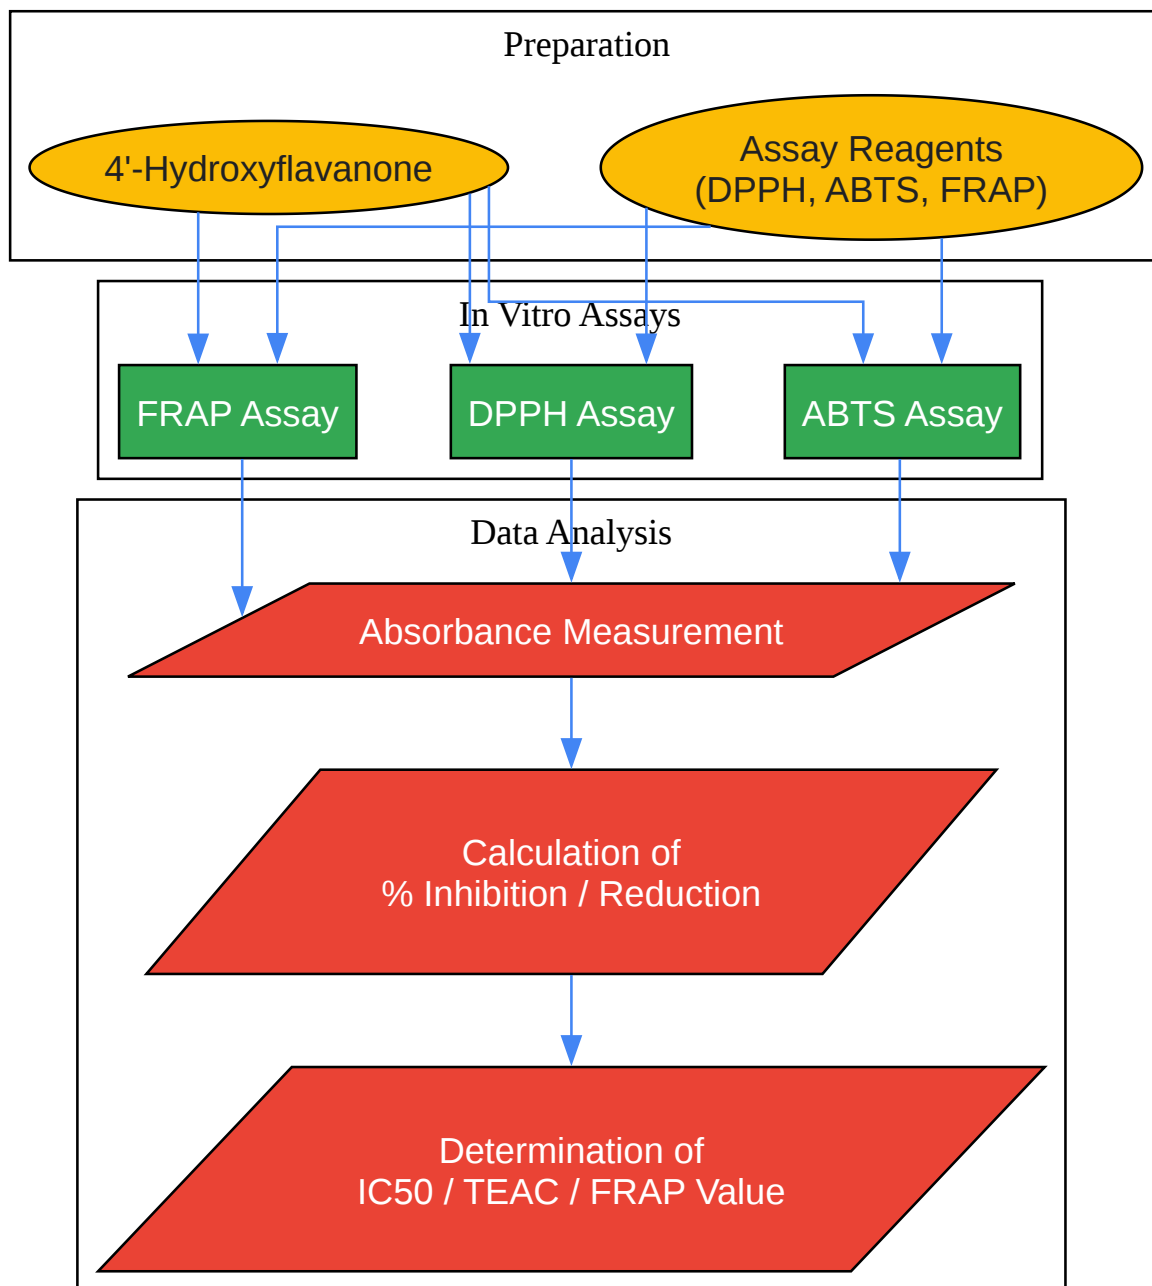 Preparation
4'-Hydroxyflavanone
Assay Reagents
(DPPH, ABTS, FRAP)
In Vitro Assays
FRAP Assay
DPPH Assay
ABTS Assay
Data Analysis
Absorbance Measurement
Calculation of
% Inhibition / Reduction
Determination of
IC50 / TEAC / FRAP Value